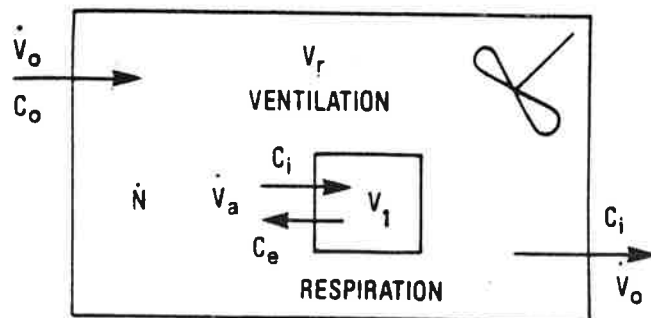 V̇ₒ
Cₒ
Vᵣ
VENTILATION
Ṅ
V̇ₐ
Cᵢ
Cₑ
V₁
RESPIRATION
Cᵢ
V̇ₒ